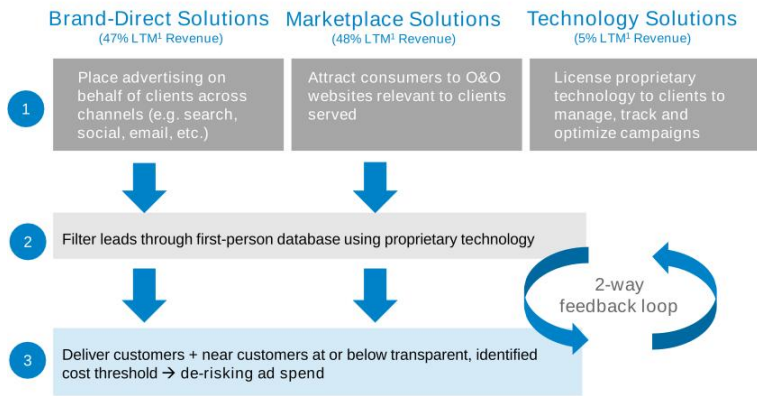 Brand-Direct Solutions
(47% LTM¹ Revenue)
Marketplace Solutions
(48% LTM¹ Revenue)
Technology Solutions
(5% LTM¹ Revenue)
1
Place advertising on
behalf of clients across
channels (e.g. search,
social, email, etc.)
Attract consumers to O&O
websites relevant to clients
served
License proprietary
technology to clients to
manage, track and
optimize campaigns
2
Filter leads through first-person database using proprietary technology
2-way
feedback loop
3
Deliver customers + near customers at or below transparent, identified
cost threshold → de-risking ad spend